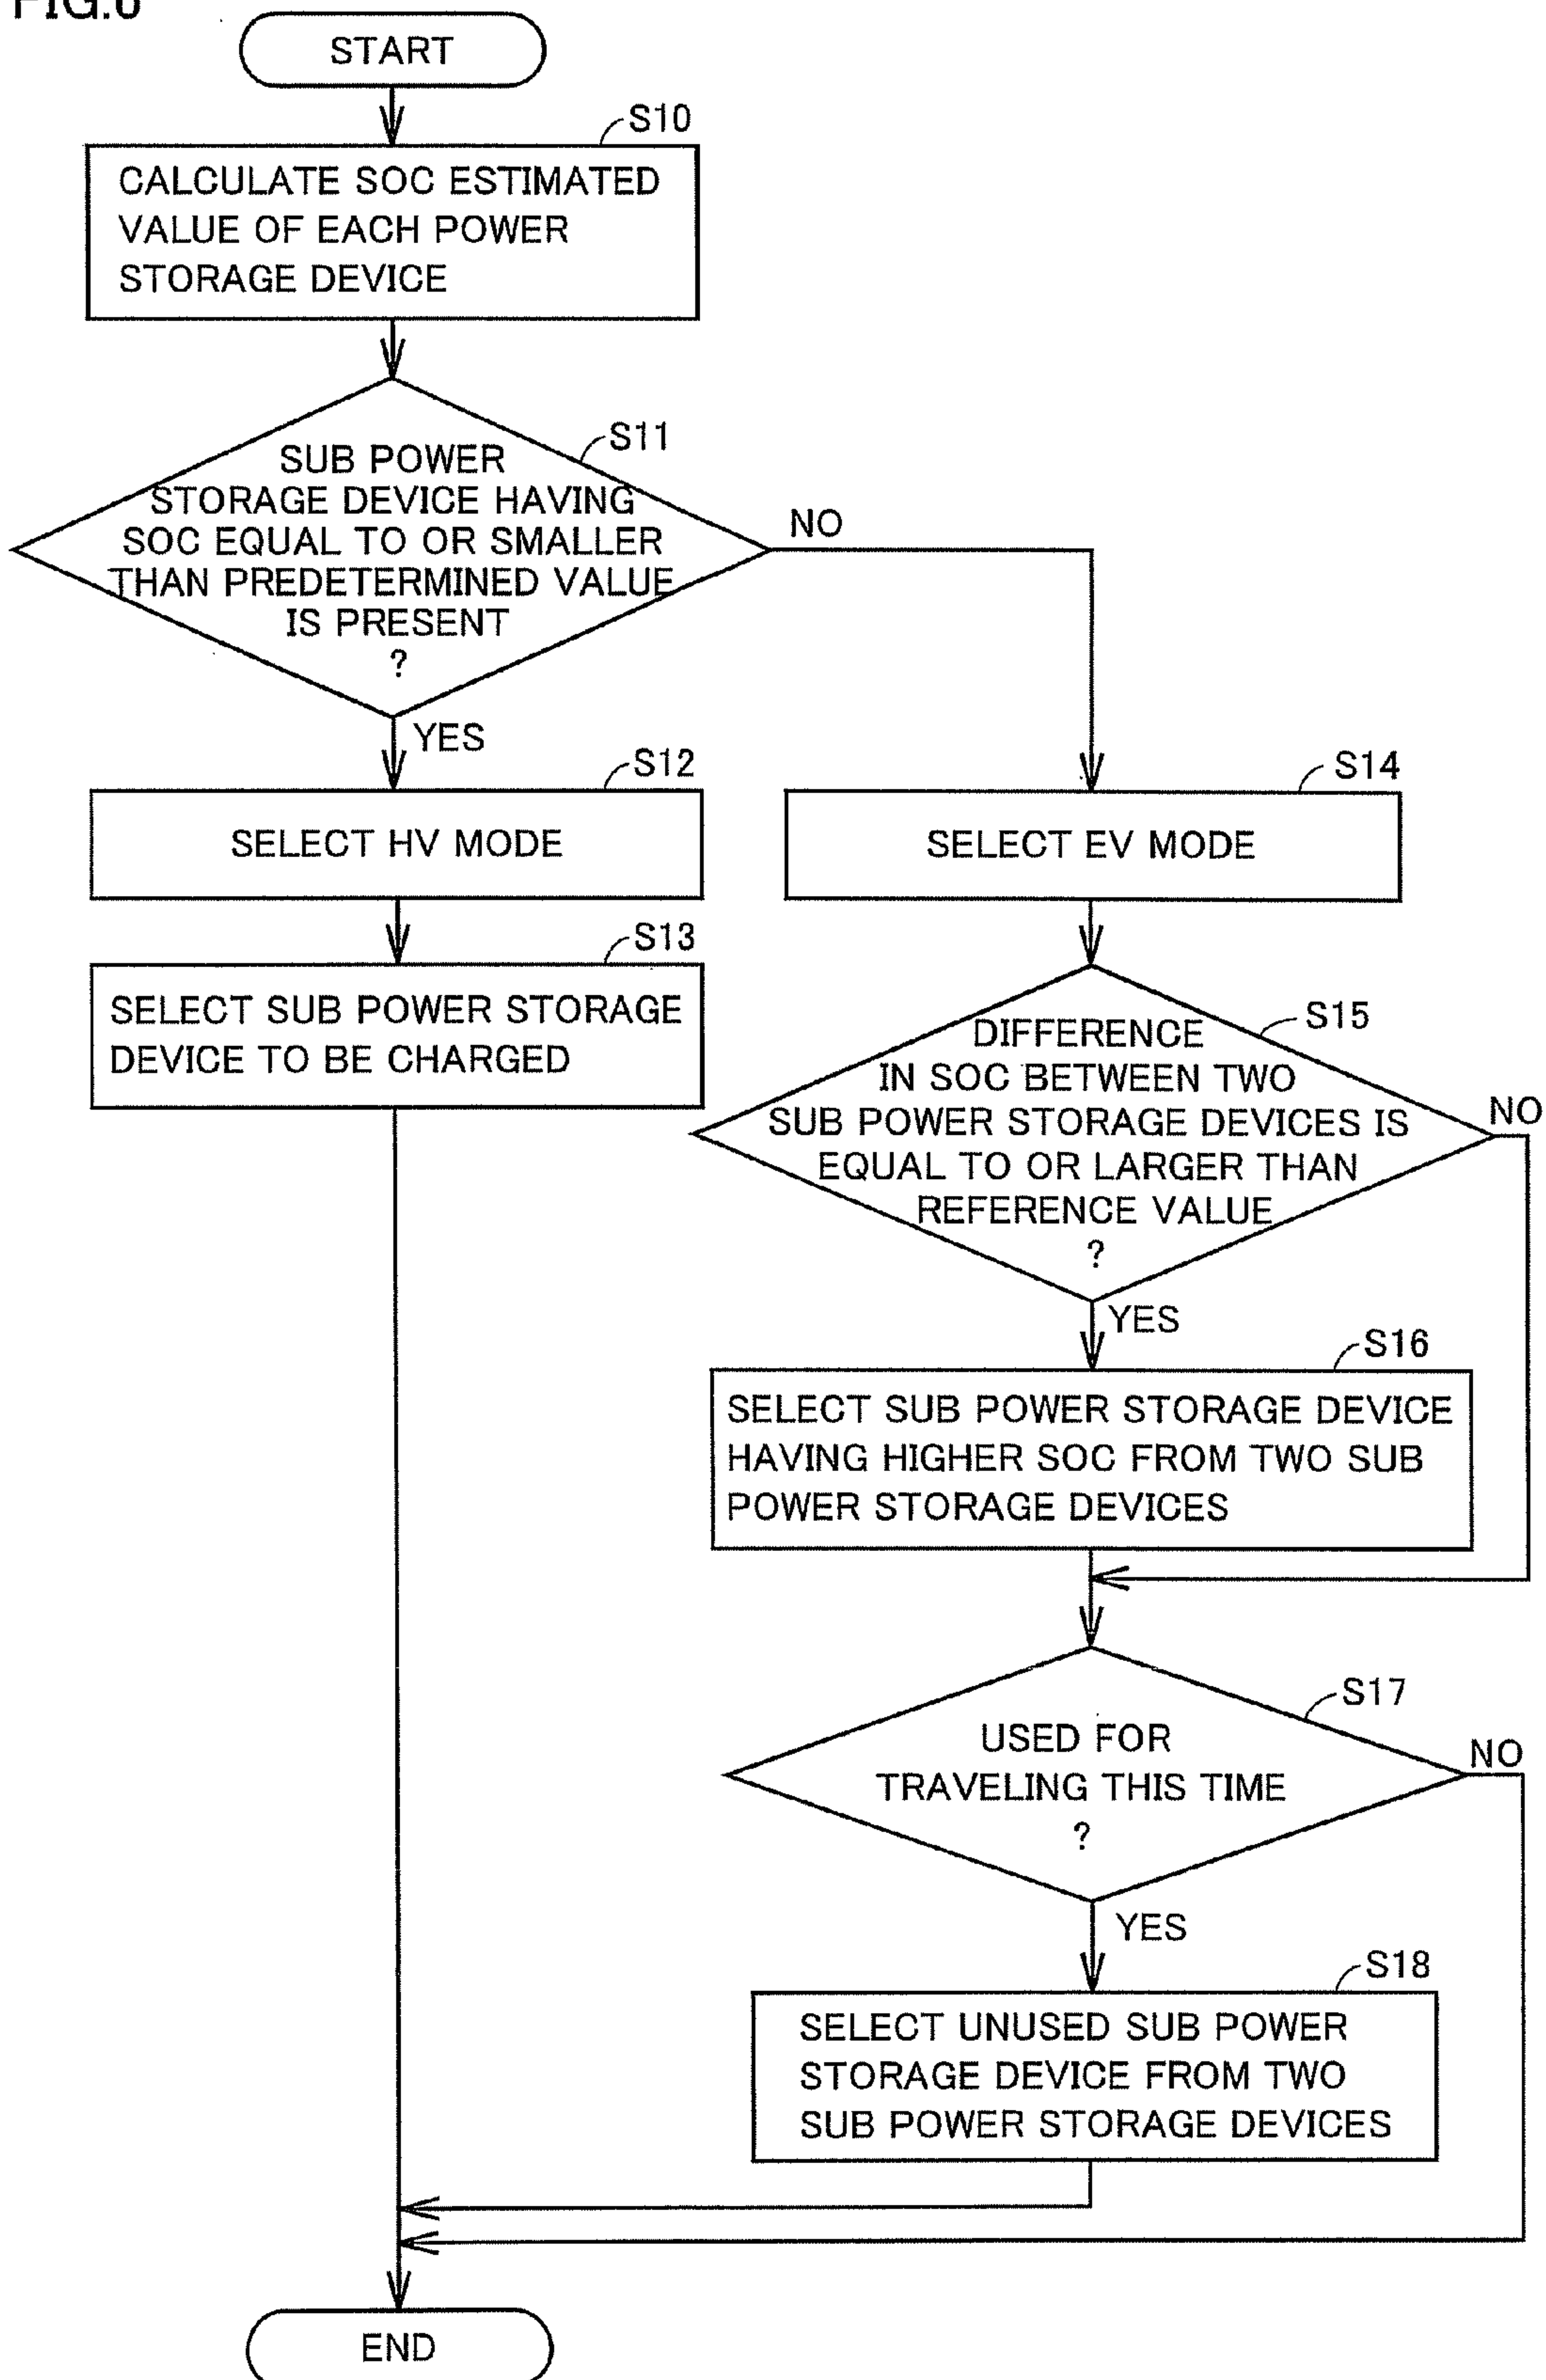 START
S10
CALCULATE SOC ESTIMATED
VALUE OF EACH POWER
STORAGE DEVICE
S11
SUB POWER
STORAGE DEVICE HAVING
SOC EQUAL TO OR SMALLER
THAN PREDETERMINED VALUE
IS PRESENT
?
NO
YES
S12
SELECT HV MODE
S13
SELECT SUB POWER STORAGE
DEVICE TO BE CHARGED
S14
SELECT EV MODE
S15
DIFFERENCE
IN SOC BETWEEN TWO
SUB POWER STORAGE DEVICES IS
EQUAL TO OR LARGER THAN
REFERENCE VALUE
?
NO
YES
S16
SELECT SUB POWER STORAGE DEVICE
HAVING HIGHER SOC FROM TWO SUB
POWER STORAGE DEVICES
S17
USED FOR
TRAVELING THIS TIME
?
NO
YES
S18
SELECT UNUSED SUB POWER
STORAGE DEVICE FROM TWO
SUB POWER STORAGE DEVICES
END